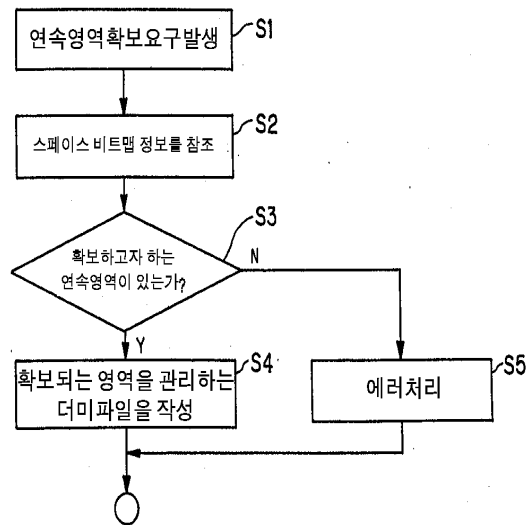 연속영역확보요구발생
S1
스페이스 비트맵 정보를 참조
S2
확보하고자 하는
연속영역이 있는가?
S3
N
Y
확보되는 영역을 관리하는
더미파일을 작성
S4
에러처리
S5